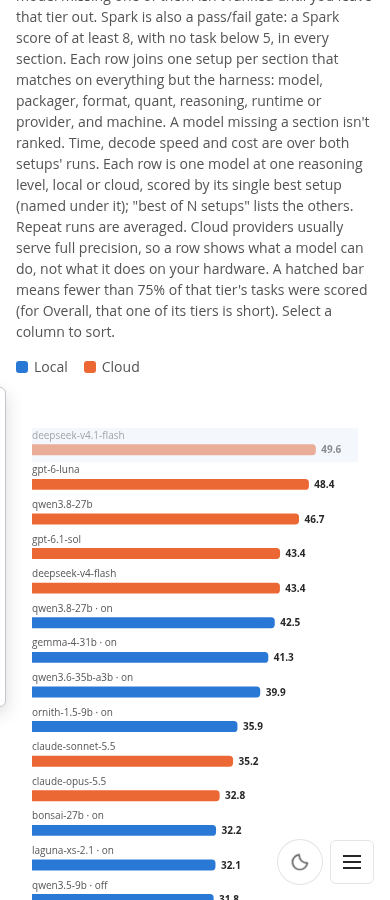 that tier out. Spark is also a pass/fail gate: a Spark
score of at least 8, with no task below 5, in every
section. Each row joins one setup per section that
matches on everything but the harness: model,
packager, format, quant, reasoning, runtime or
provider, and machine. A model missing a section isn't
ranked. Time, decode speed and cost are over both
setups' runs. Each row is one model at one reasoning
level, local or cloud, scored by its single best setup
(named under it); "best of N setups" lists the others.
Repeat runs are averaged. Cloud providers usually
serve full precision, so a row shows what a model can
do, not what it does on your hardware. A hatched bar
means fewer than 75% of that tier's tasks were scored
(for Overall, that one of its tiers is short). Select a
column to sort.
Local Cloud
deepseek-v4.1-flash
49.6
gpt-6-luna
48.4
qwen3.8-27b
46.7
gpt-6.1-sol
43.4
deepseek-v4-flash
43.4
qwen3.8-27b · on
42.5
gemma-4-31b · on
41.3
qwen3.6-35b-a3b · on
39.9
ornith-1.5-9b · on
35.9
claude-sonnet-5.5
35.2
claude-opus-5.5
32.8
bonsai-27b · on
32.2
laguna-xs-2.1 · on
32.1
qwen3.5-9b · off
31.8